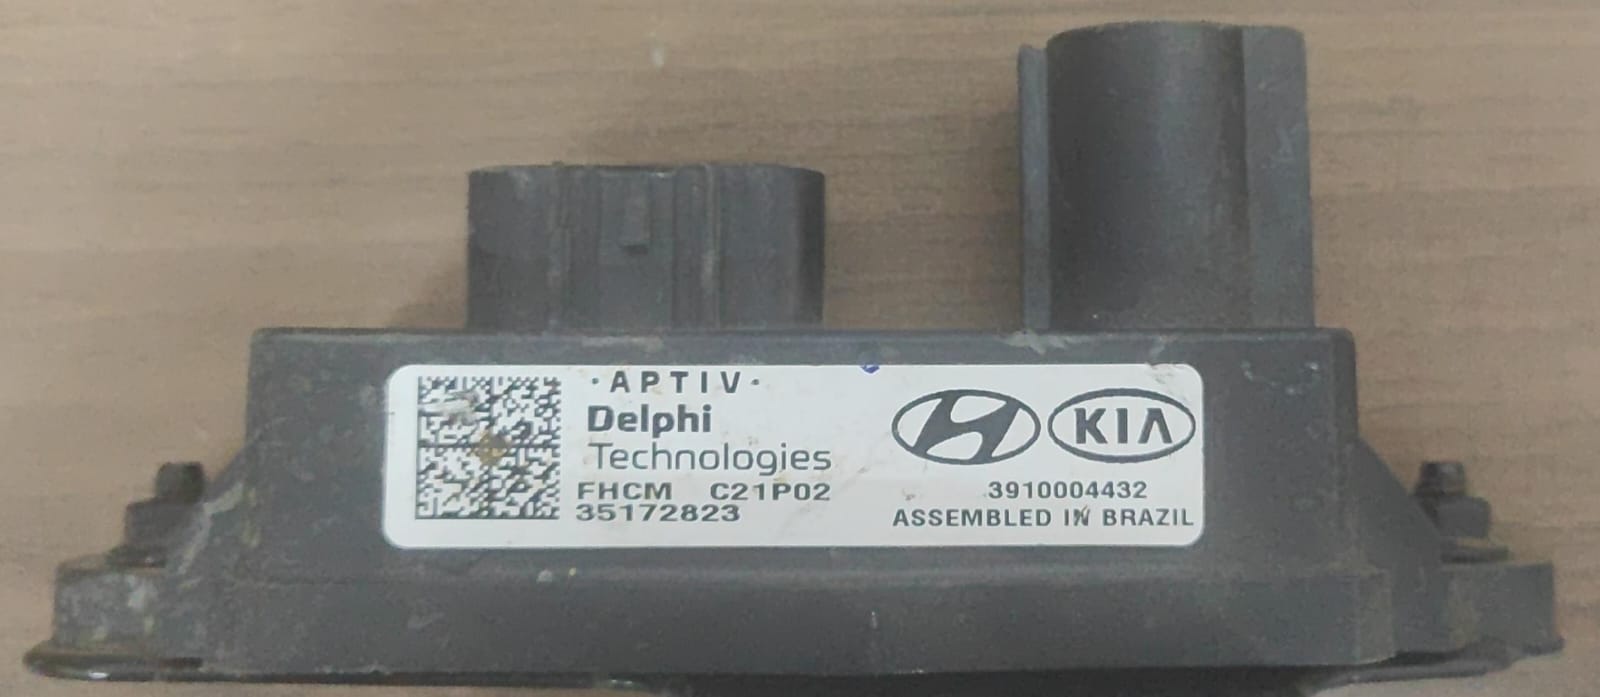 ·APTIV·
Delphi
Technologies
FHCM C21P02
35172823
KIA
3910004432
ASSEMBLED IN BRAZIL